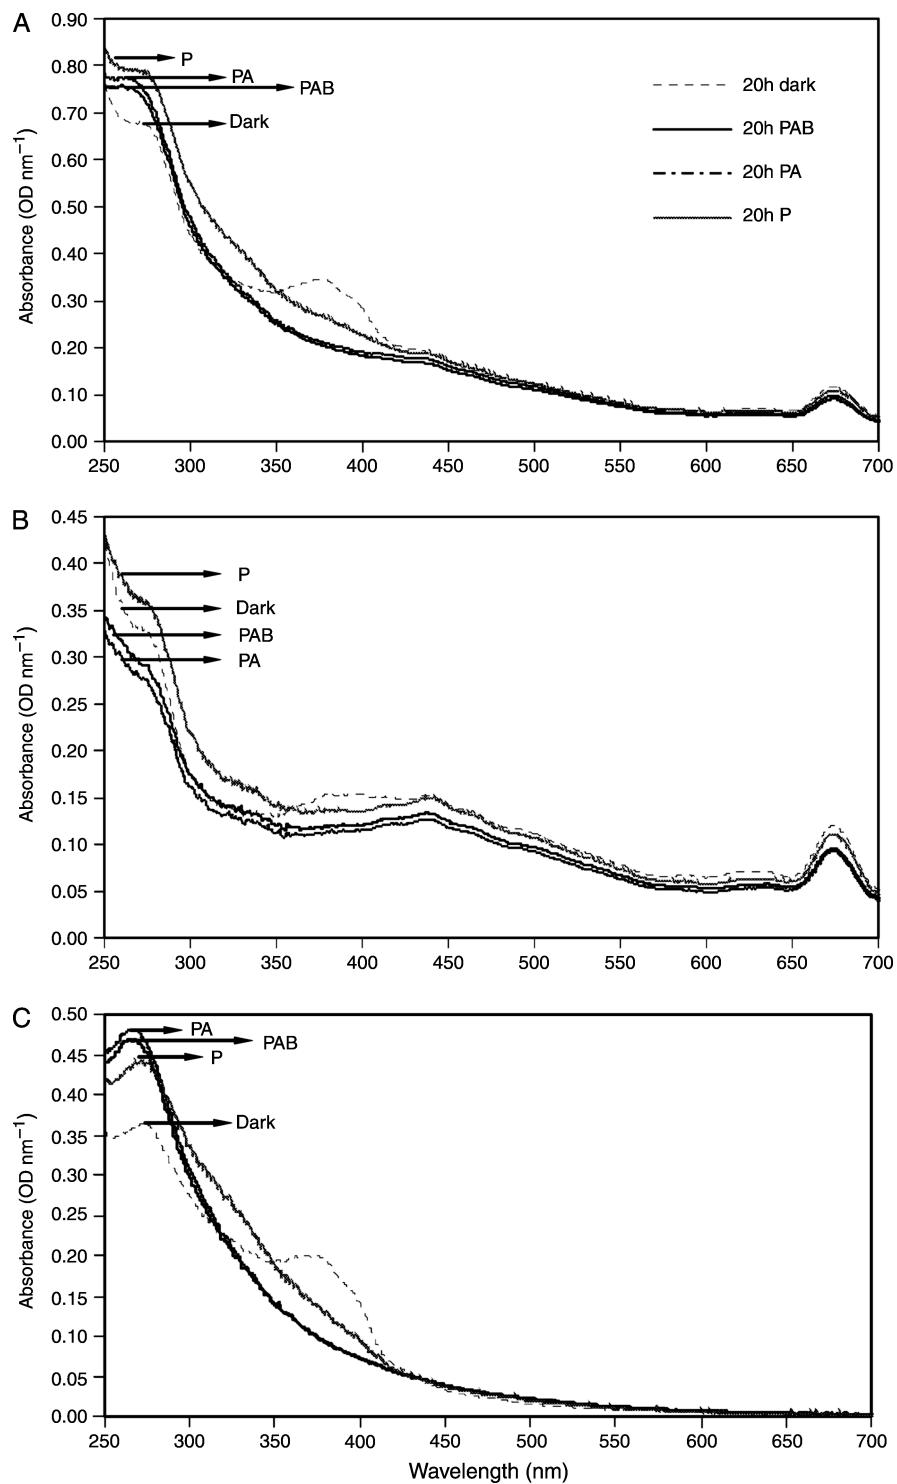 A
0.90
0.80
0.70
0.60
0.50
0.40
0.30
0.20
0.10
0.00
Absorbance (OD nm⁻¹)
P
PA
PAB
Dark
20h dark
20h PAB
20h PA
20h P
250 300 350 400 450 500 550 600 650 700
B
0.45
0.40
0.35
0.30
0.25
0.20
0.15
0.10
0.05
0.00
Absorbance (OD nm⁻¹)
P
Dark
PAB
PA
250 300 350 400 450 500 550 600 650 700
C
0.50
0.45
0.40
0.35
0.30
0.25
0.20
0.15
0.10
0.05
0.00
Absorbance (OD nm⁻¹)
PA
PAB
P
Dark
250 300 350 400 450 500 550 600 650 700
Wavelength (nm)